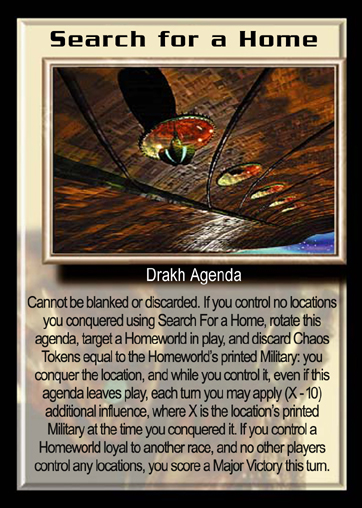 Search for a Home
Drakh Agenda
Cannot be blanked or discarded. If you control no locations
you conquered using Search For a Home, rotate this
agenda, target a Homeworld in play, and discard Chaos
Tokens equal to the Homeworld's printed Military: you
conquer the location, and while you control it, even if this
agenda leaves play, each turn you may apply (X - 10)
additional influence, where X is the location's printed
Military at the time you conquered it. If you control a
Homeworld loyal to another race, and no other players
control any locations, you score a Major Victory this turn.